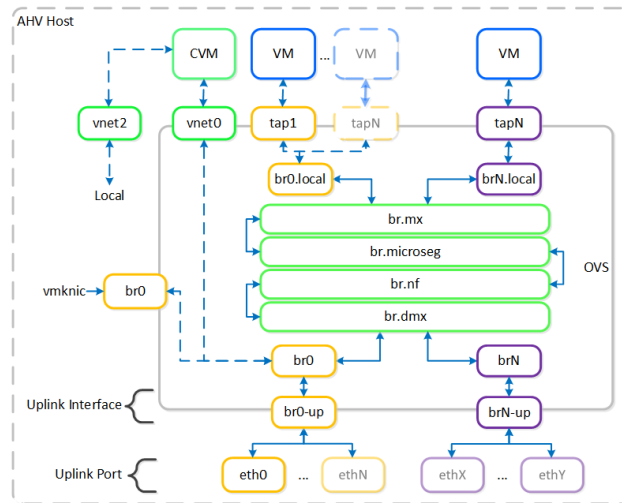 AHV Host
CVM
VM
...
VM
VM
vnet2
vnet0
tap1
tapN
tapN
Local
br0.local
brN.local
br.mx
br.microseg
OVS
br.nf
vmknic
br0
br.dmx
br0
brN
Uplink Interface
br0-up
brN-up
Uplink Port
eth0
...
ethN
ethX
...
ethY